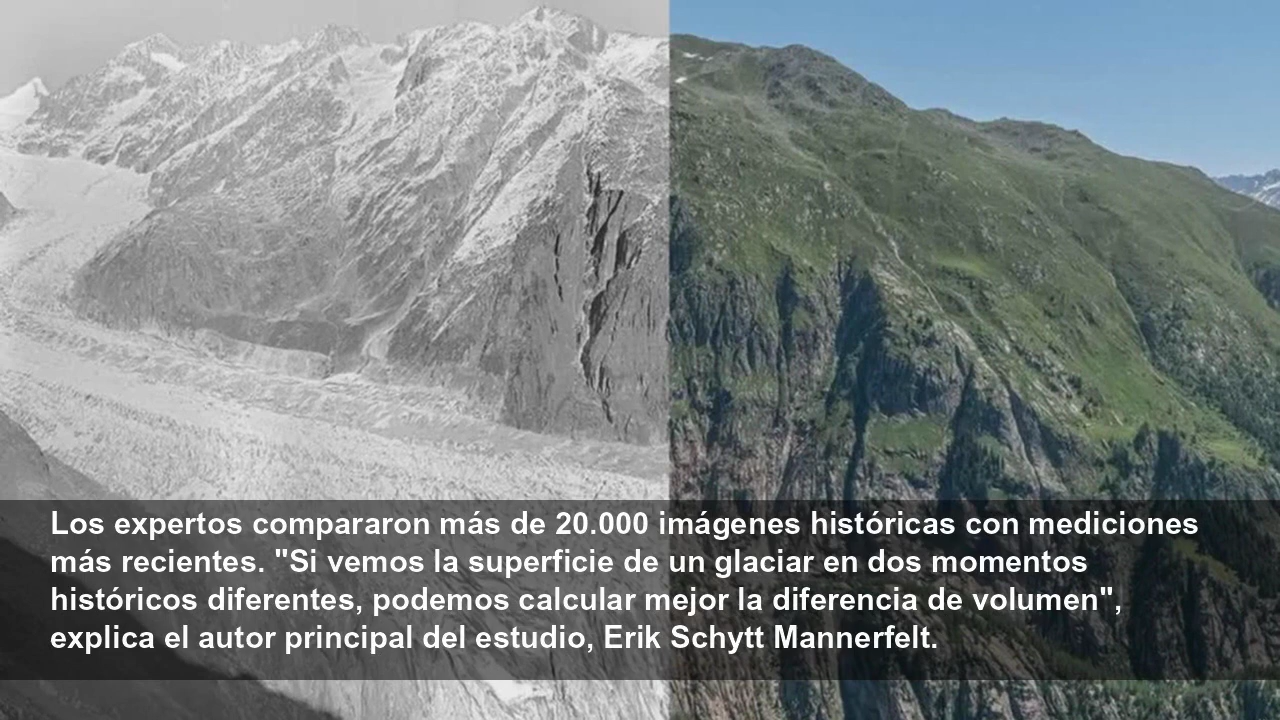 Los expertos compararon más de 20.000 imágenes históricas con mediciones
más recientes. "Si vemos la superficie de un glaciar en dos momentos
históricos diferentes, podemos calcular mejor la diferencia de volumen",
explica el autor principal del estudio, Erik Schytt Mannerfelt.